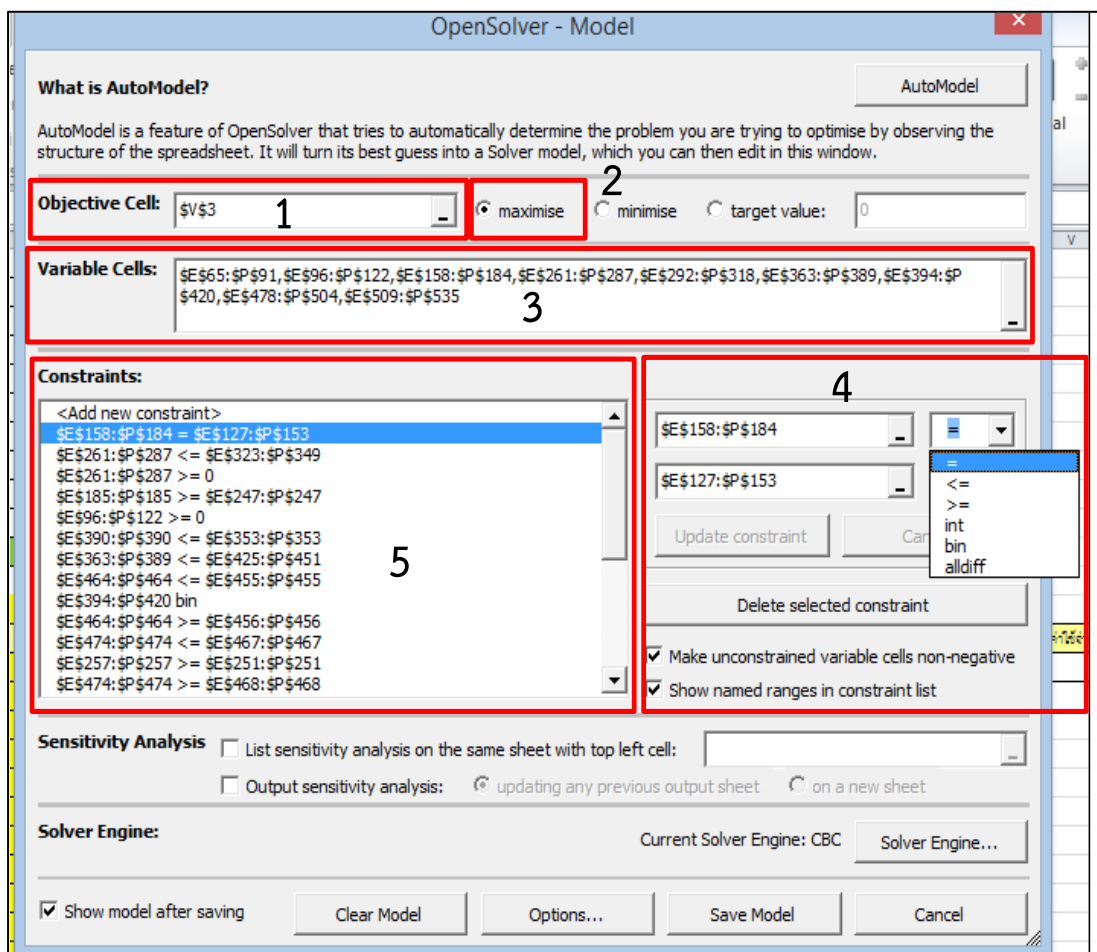 OpenSolver - Model
What is AutoModel?
AutoModel
AutoModel is a feature of OpenSolver that tries to automatically determine the problem you are trying to optimise by observing the
structure of the spreadsheet. It will turn its best guess into a Solver model, which you can then edit in this window.
al
Objective Cell:
$V$3
1
2
maximise
minimise
target value:
0
V
Variable Cells:
$E$65:$P$91,$E$96:$P$122,$E$158:$P$184,$E$261:$P$287,$E$292:$P$318,$E$363:$P$389,$E$394:$P
$420,$E$478:$P$504,$E$509:$P$535
3
Constraints:
<Add new constraint>
$E$158:$P$184 = $E$127:$P$153
$E$261:$P$287 <= $E$323:$P$349
$E$261:$P$287 >= 0
$E$185:$P$185 >= $E$247:$P$247
$E$96:$P$122 >= 0
$E$390:$P$390 <= $E$353:$P$353
$E$363:$P$389 <= $E$425:$P$451
$E$464:$P$464 <= $E$455:$P$455
$E$394:$P$420 bin
$E$464:$P$464 >= $E$456:$P$456
$E$474:$P$474 <= $E$467:$P$467
$E$257:$P$257 >= $E$251:$P$251
$E$474:$P$474 >= $E$468:$P$468
5
4
$E$158:$P$184
=
$E$127:$P$153
=
<=
>=
int
bin
alldiff
Update constraint
Can
Delete selected constraint
Make unconstrained variable cells non-negative
Show named ranges in constraint list
Sensitivity Analysis
List sensitivity analysis on the same sheet with top left cell:
Output sensitivity analysis:
updating any previous output sheet
on a new sheet
Solver Engine:
Current Solver Engine: CBC
Solver Engine...
Show model after saving
Clear Model
Options...
Save Model
Cancel